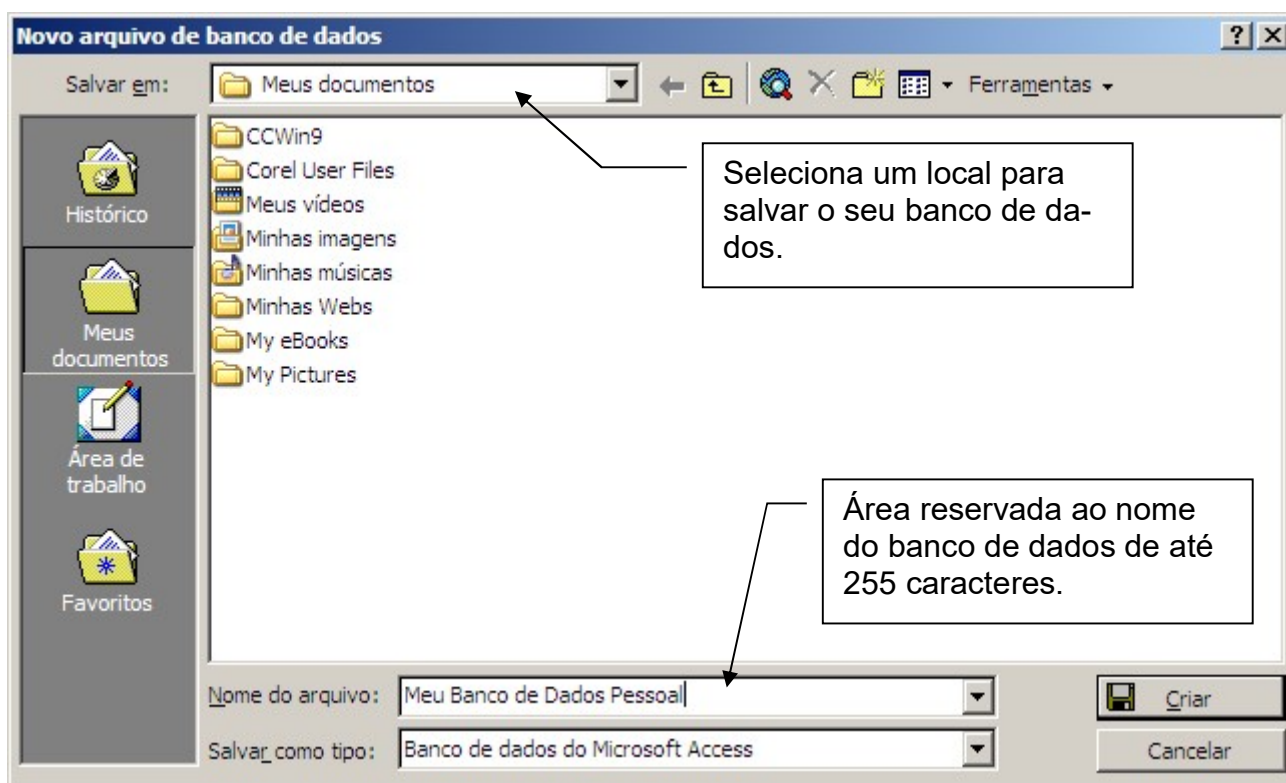 Novo arquivo de banco de dados
Salvar em:
Meus documentos
Ferramentas
Histórico
Meus
documentos
Área de
trabalho
Favoritos
CCWin9
Corel User Files
Meus vídeos
Minhas imagens
Minhas músicas
Minhas Webs
My eBooks
My Pictures
Seleciona um local para
salvar o seu banco de da-
dos.
Área reservada ao nome
do banco de dados de até
255 caracteres.
Nome do arquivo:
Meu Banco de Dados Pessoal
Criar
Salvar como tipo:
Banco de dados do Microsoft Access
Cancelar